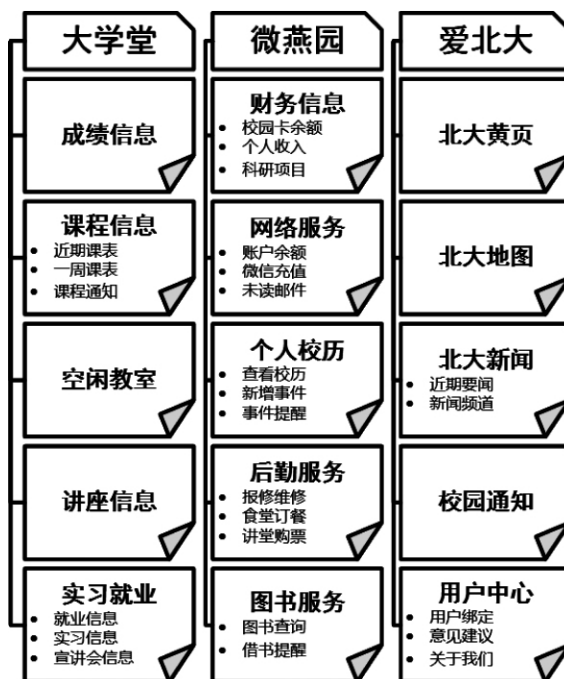 大学堂
成绩信息
课程信息
近期课表
一周课表
课程通知
空闲教室
讲座信息
实习就业
就业信息
实习信息
宣讲会信息
微燕园
财务信息
校园卡余额
个人收入
科研项目
网络服务
账户余额
微信充值
未读邮件
个人校历
查看校历
新增事件
事件提醒
后勤服务
报修维修
食堂订餐
讲堂购票
图书服务
图书查询
借书提醒
爱北大
北大黄页
北大地图
北大新闻
近期要闻
新闻频道
校园通知
用户中心
用户绑定
意见建议
关于我们